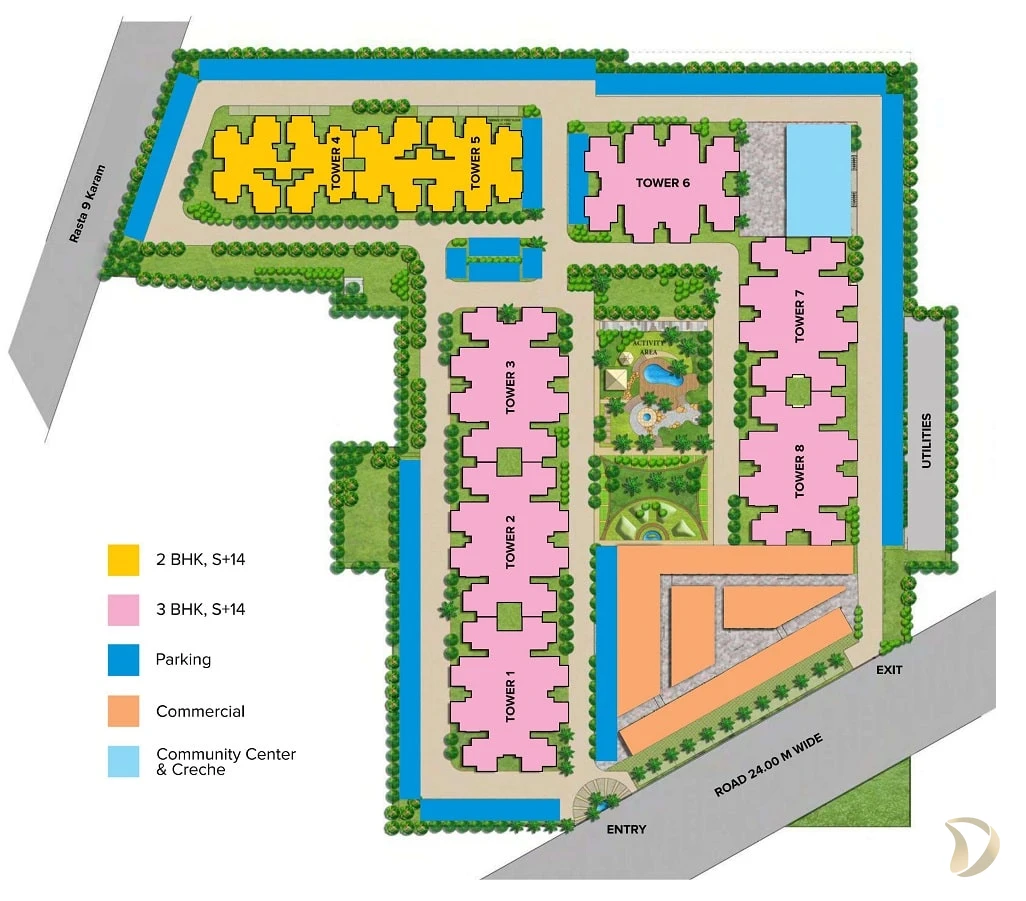 Rasta 9 Karam
TOWER 4
TOWER 5
TOWER 6
TOWER 7
TOWER 3
ACTIVITY
AREA
UTILITIES
TOWER 8
TOWER 2
TOWER 1
2 BHK, S+14
3 BHK, S+14
Parking
Commercial
Community Center
& Creche
EXIT
ROAD 24.00 M WIDE
ENTRY